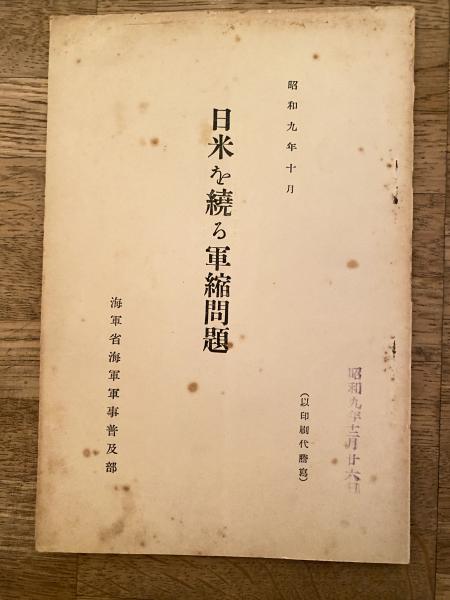 昭和九年十月
日米を繞る軍縮問題
海軍省海軍軍事普及部
(以印刷代謄寫)
昭和九年十二月廿六日